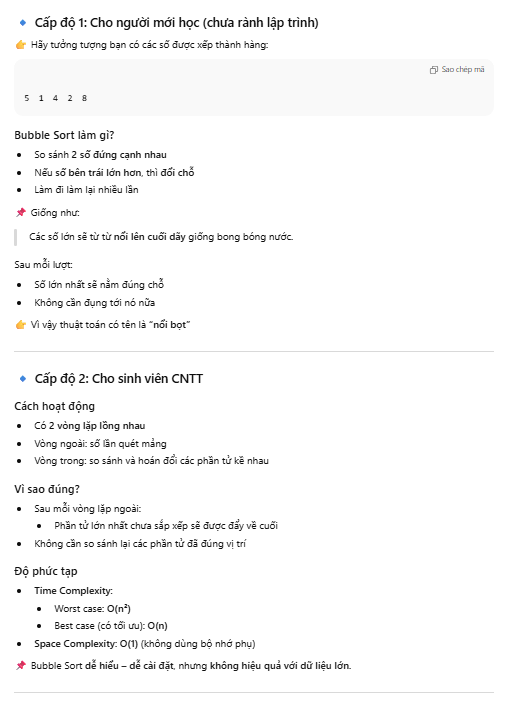 Cấp độ 1: Cho người mới học (chưa rành lập trình)
Hãy tưởng tượng bạn có các số được xếp thành hàng:
Sao chép mã
5 1 4 2 8
Bubble Sort làm gì?
So sánh 2 số đứng cạnh nhau
Nếu số bên trái lớn hơn, thì đổi chỗ
Làm đi làm lại nhiều lần
Giống như:
Các số lớn sẽ từ từ nổi lên cuối dãy giống bong bóng nước.
Sau mỗi lượt:
Số lớn nhất sẽ nằm đúng chỗ
Không cần đụng tới nó nữa
Vì vậy thuật toán có tên là “nổi bọt”
Cấp độ 2: Cho sinh viên CNTT
Cách hoạt động
Có 2 vòng lặp lồng nhau
Vòng ngoài: số lần quét mảng
Vòng trong: so sánh và hoán đổi các phần tử kề nhau
Vì sao đúng?
Sau mỗi vòng lặp ngoài:
Phần tử lớn nhất chưa sắp xếp sẽ được đẩy về cuối
Không cần so sánh lại các phần tử đã đúng vị trí
Độ phức tạp
Time Complexity:
Worst case: O(n²)
Best case (có tối ưu): O(n)
Space Complexity: O(1) (không dùng bộ nhớ phụ)
Bubble Sort dễ hiểu – dễ cài đặt, nhưng không hiệu quả với dữ liệu lớn.